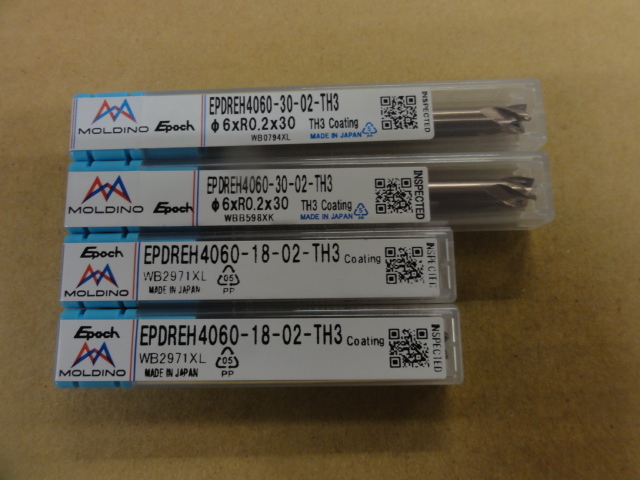 MOLDINO
Epoch
EPDREH4060-30-02-TH3
Φ6xR0.2x30 TH3 Coating
WB0794XL
MADE IN JAPAN
INSPECTED
MOLDINO
Epoch
EPDREH4060-30-02-TH3
Φ6xR0.2x30 TH3 Coating
WBB598XK
MADE IN JAPAN
INSPECTED
Epoch
MOLDINO
EPDREH4060-18-02-TH3 Coating
WB2971XL
05
PP
MADE IN JAPAN
INSPECTED
Epoch
MOLDINO
EPDREH4060-18-02-TH3 Coating
WB2971XL
05
PP
MADE IN JAPAN
INSPECTED